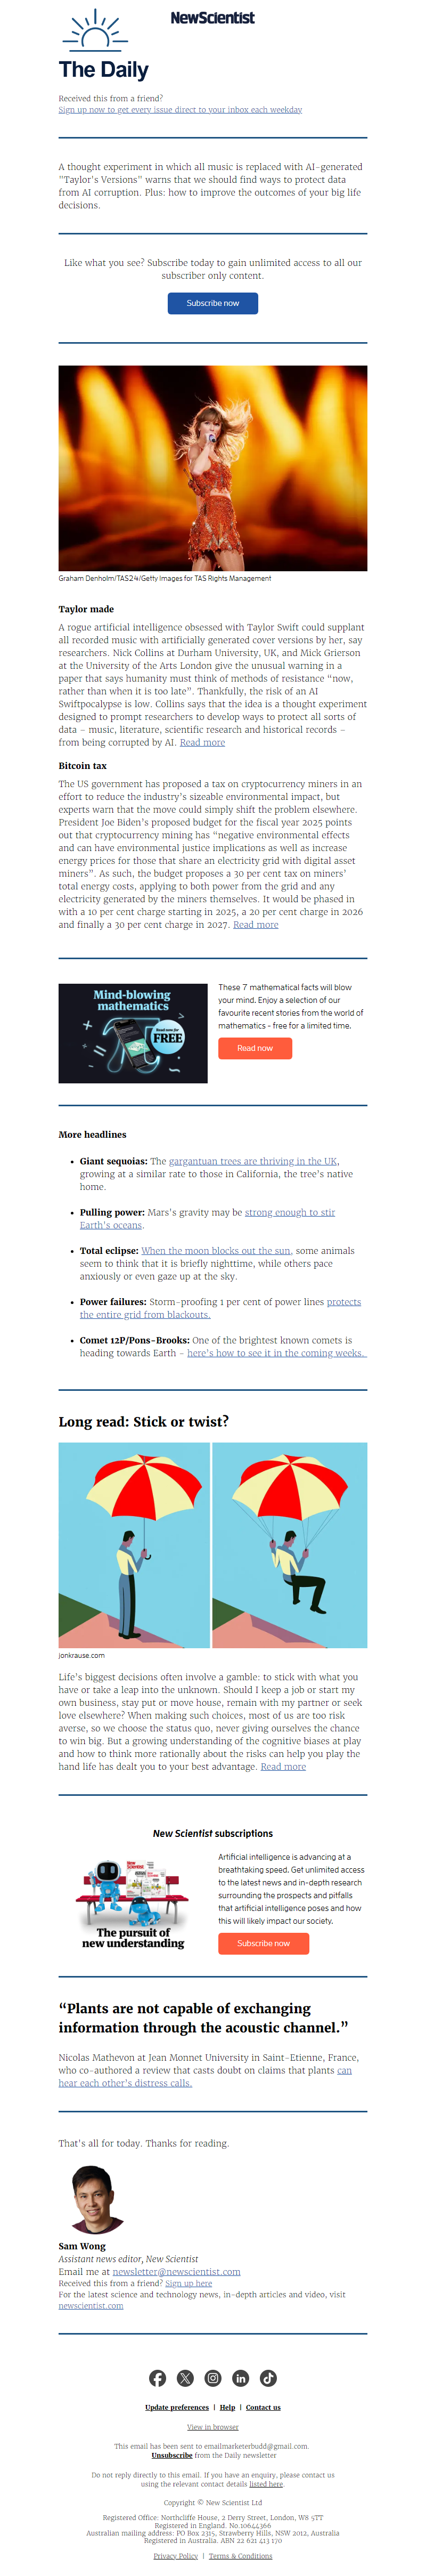 NewScientist
The Daily
Received this from a friend?
Sign up now to get every issue direct to your inbox each weekday
A thought experiment in which all music is replaced with AI-generated
"Taylor's Versions" warns that we should find ways to protect data
from AI corruption. Plus: how to improve the outcomes of your big life
decisions.
Like what you see? Subscribe today to gain unlimited access to all our
subscriber only content.
Subscribe now
Graham Denholm/TAS24/Getty Images for TAS Rights Management
Taylor made
A rogue artificial intelligence obsessed with Taylor Swift could supplant
all recorded music with artificially generated cover versions by her, say
researchers. Nick Collins at Durham University, UK, and Mick Grierson
at the University of the Arts London give the unusual warning in a
paper that says humanity must think of methods of resistance “now,
rather than when it is too late”. Thankfully, the risk of an AI
Swiftpocalypse is low. Collins says that the idea is a thought experiment
designed to prompt researchers to develop ways to protect all sorts of
data – music, literature, scientific research and historical records –
from being corrupted by AI. Read more
Bitcoin tax
The US government has proposed a tax on cryptocurrency miners in an
effort to reduce the industry's sizeable environmental impact, but
experts warn that the move could simply shift the problem elsewhere.
President Joe Biden's proposed budget for the fiscal year 2025 points
out that cryptocurrency mining has “negative environmental effects
and can have environmental justice implications as well as increase
energy prices for those that share an electricity grid with digital asset
miners”. As such, the budget proposes a 30 per cent tax on miners'
total energy costs, applying to both power from the grid and any
electricity generated by the miners themselves. It would be phased in
with a 10 per cent charge starting in 2025, a 20 per cent charge in 2026
and finally a 30 per cent charge in 2027. Read more
Mind-blowing
mathematics
Read now for
FREE
These 7 mathematical facts will blow
your mind. Enjoy a selection of our
favourite recent stories from the world of
mathematics - free for a limited time.
Read now
More headlines
• Giant sequoias: The gargantuan trees are thriving in the UK,
growing at a similar rate to those in California, the tree's native
home.
• Pulling power: Mars's gravity may be strong enough to stir
Earth's oceans.
• Total eclipse: When the moon blocks out the sun, some animals
seem to think that it is briefly nighttime, while others pace
anxiously or even gaze up at the sky.
• Power failures: Storm-proofing 1 per cent of power lines protects
the entire grid from blackouts.
• Comet 12P/Pons-Brooks: One of the brightest known comets is
heading towards Earth – here's how to see it in the coming weeks.
Long read: Stick or twist?
jonkrause.com
Life's biggest decisions often involve a gamble: to stick with what you
have or take a leap into the unknown. Should I keep a job or start my
own business, stay put or move house, remain with my partner or seek
love elsewhere? When making such choices, most of us are too risk
averse, so we choose the status quo, never giving ourselves the chance
to win big. But a growing understanding of the cognitive biases at play
and how to think more rationally about the risks can help you play the
hand life has dealt you to your best advantage. Read more
New Scientist subscriptions
The pursuit of
new understanding
Artificial intelligence is advancing at a
breathtaking speed. Get unlimited access
to the latest news and in-depth research
surrounding the prospects and pitfalls
that artificial intelligence poses and how
this will likely impact our society.
Subscribe now
“Plants are not capable of exchanging
information through the acoustic channel.”
Nicolas Mathevon at Jean Monnet University in Saint-Etienne, France,
who co-authored a review that casts doubt on claims that plants can
hear each other's distress calls.
That's all for today. Thanks for reading.
Sam Wong
Assistant news editor, New Scientist
Email me at newsletter@newscientist.com
Received this from a friend? Sign up here
For the latest science and technology news, in-depth articles and video, visit
newscientist.com
Update preferences | Help | Contact us
View in browser
This email has been sent to emailmarketerbudd@gmail.com.
Unsubscribe from the Daily newsletter
Do not reply directly to this email. If you have an enquiry, please contact us
using the relevant contact details listed here.
Copyright © New Scientist Ltd
Registered Office: Northcliffe House, 2 Derry Street, London, W8 5TT
Registered in England. No.10644366
Australian mailing address: PO Box 2315, Strawberry Hills, NSW 2012, Australia
Registered in Australia. ABN 22 621 413 170
Privacy Policy | Terms & Conditions